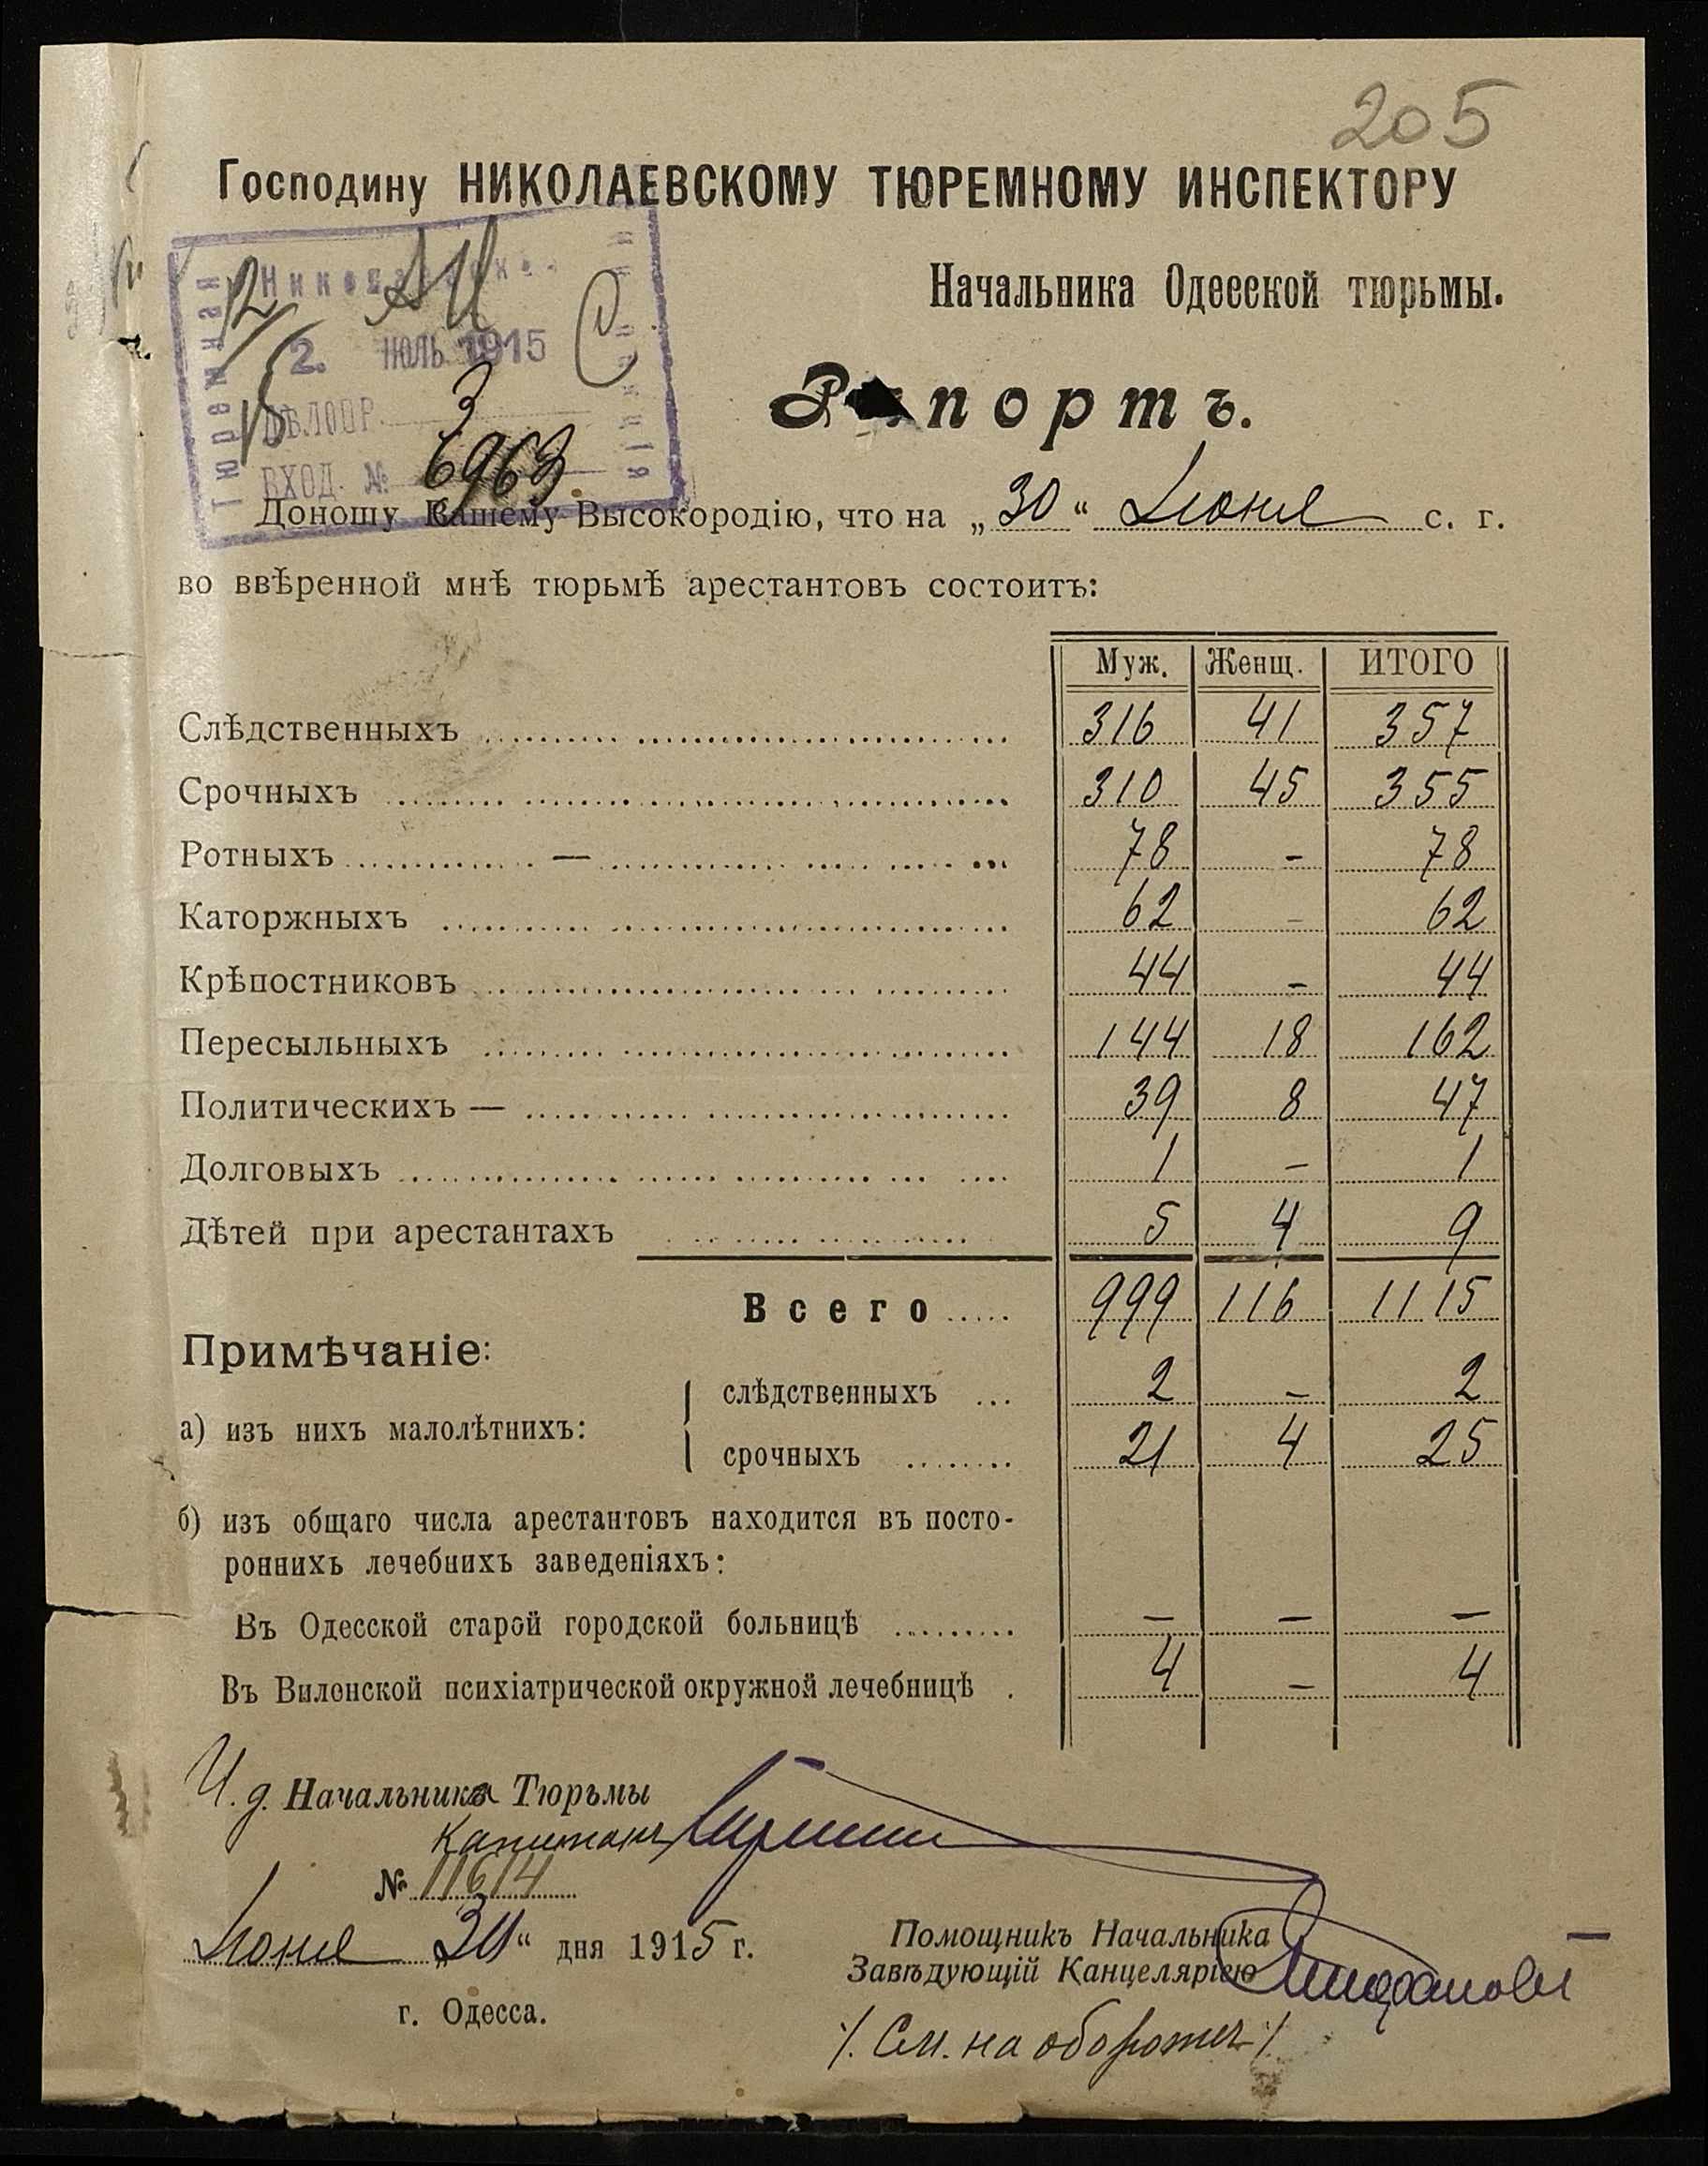 205
Господину НИКОЛАЕВСКОМУ ТЮРЕМНОМУ ИНСПЕКТОРУ
Начальника Одесской тюрьмы.
Тюремная
2. ІЮЛЬ 1915
ДѢЛОПР. 3
ВХОД. № 6963
Рапортъ.
Доношу Вашему Высокородію, что на „30“ Іюня с. г.
во ввѣренной мнѣ тюрьмѣ арестантовъ состоитъ:
Муж. Женщ. ИТОГО
Слѣдственныхъ 316 41 357
Срочныхъ 310 45 355
Ротныхъ — 78 - 78
Каторжныхъ 62 - 62
Крѣпостниковъ 44 - 44
Пересыльныхъ 144 18 162
Политическихъ — 39 8 47
Долговыхъ 1 - 1
Дѣтей при арестантахъ 5 4 9
Всего 999 116 1115
Примѣчаніе:
слѣдственныхъ 2 - 2
а) изъ нихъ малолѣтнихъ:
срочныхъ 21 4 25
б) изъ общаго числа арестантовъ находится въ посто-
роннихъ лечебнихъ заведеніяхъ:
Въ Одесской старой городской больницѣ — — —
Въ Виленской психіатрической окружной лечебницѣ 4 - 4
И. д. Начальника Тюрьмы
Капитанъ
№ 11614
Іюня „30“ дня 1915 г.
Помощникъ Начальника
Завѣдующій Канцеляріею
г. Одесса.
./. См. на оборотѣ ./.